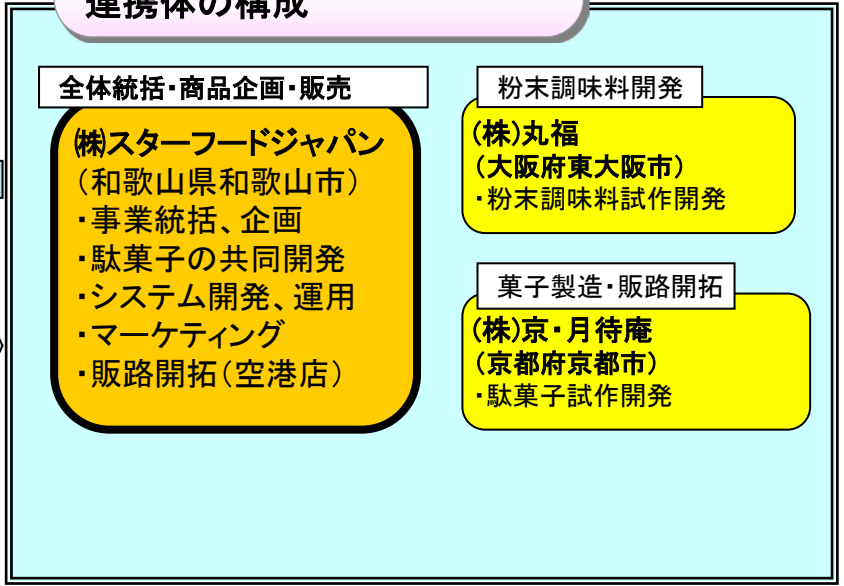 連携体の構成
全体統括・商品企画・販売
㈱スターフードジャパン
（和歌山県和歌山市）
・事業統括、企画
・駄菓子の共同開発
・システム開発、運用
・マーケティング
・販路開拓（空港店）
粉末調味料開発
(株)丸福
(大阪府東大阪市)
・粉末調味料試作開発
菓子製造・販路開拓
(株)京・月待庵
(京都府京都市)
・駄菓子試作開発